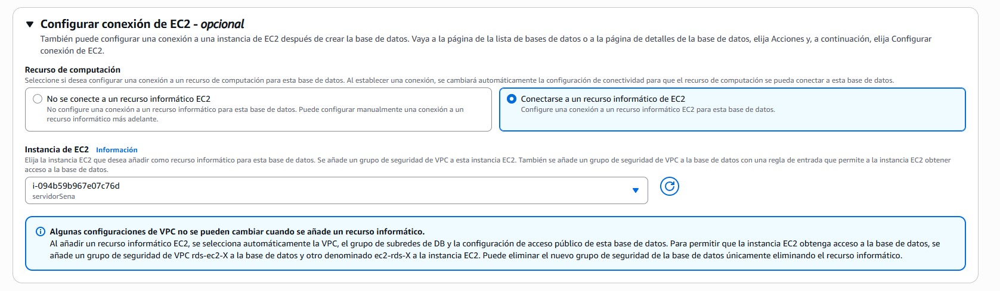 Configurar conexión de EC2 - opcional
También puede configurar una conexión a una instancia de EC2 después de crear la base de datos. Vaya a la página de la lista de bases de datos o a la página de detalles de la base de datos, elija Acciones y, a continuación, elija Configurar
conexión de EC2.
Recurso de computación
Seleccione si desea configurar una conexión a un recurso de computación para esta base de datos. Al establecer una conexión, se cambiará automáticamente la configuración de conectividad para que el recurso de computación se pueda conectar a esta base de datos.
No se conecte a un recurso informático EC2
No configure una conexión a un recurso informático para esta base de datos. Puede configurar manualmente una conexión a un
recurso informático más adelante.
Conectarse a un recurso informático de EC2
Configure una conexión a un recurso informático EC2 para esta base de datos.
Instancia de EC2 Información
Elija la instancia EC2 que desea añadir como recurso informático para esta base de datos. Se añade un grupo de seguridad de VPC a esta instancia EC2. También se añade un grupo de seguridad de VPC a la base de datos con una regla de entrada que permite a la instancia EC2 obtener
acceso a la base de datos.
i-094b59b967e07c76d
servidorSena
Algunas configuraciones de VPC no se pueden cambiar cuando se añade un recurso informático.
Al añadir un recurso informático EC2, se selecciona automáticamente la VPC, el grupo de subredes de DB y la configuración de acceso público de esta base de datos. Para permitir que la instancia EC2 obtenga acceso a la base de datos, se
añade un grupo de seguridad de VPC rds-ec2-X a la base de datos y otro denominado ec2-rds-X a la instancia EC2. Puede eliminar el nuevo grupo de seguridad de la base de datos únicamente eliminando el recurso informático.